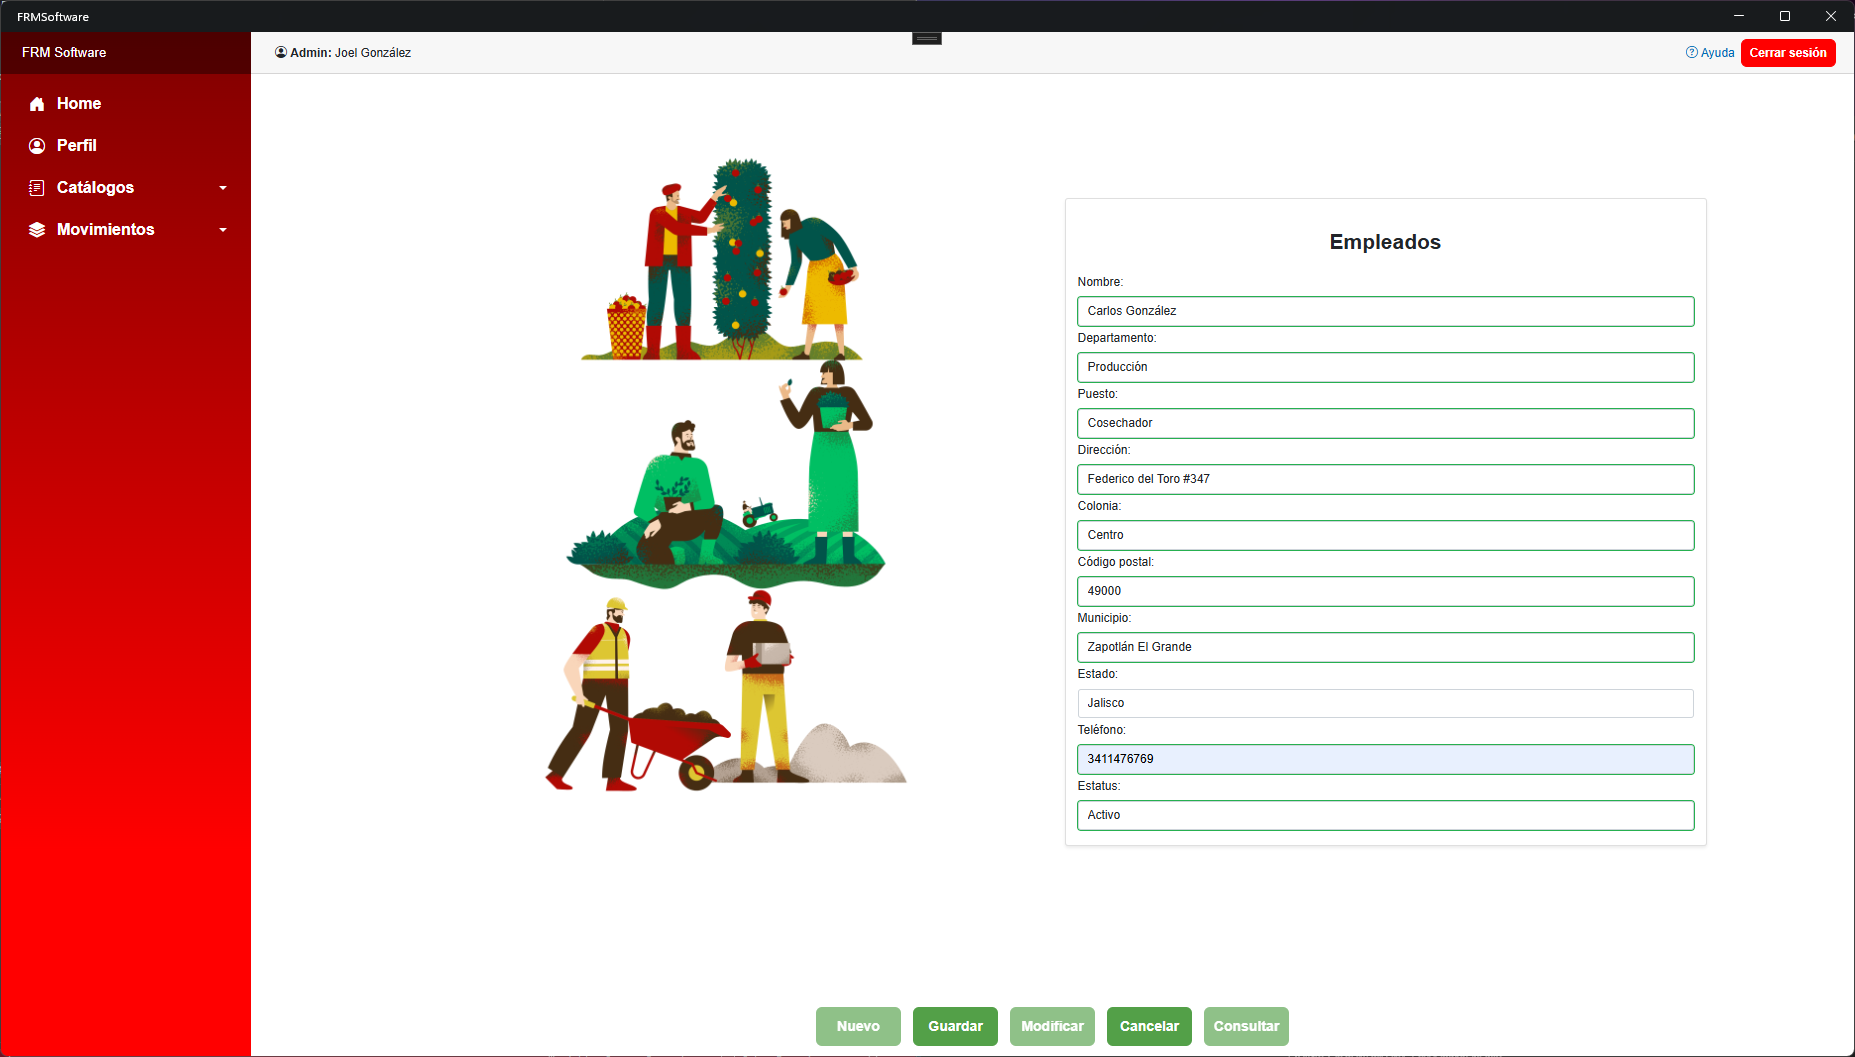 FRMSoftware
FRM Software
Admin: Joel González
Ayuda
Cerrar sesión
Home
Perfil
Catálogos
Movimientos
Empleados
Nombre:
Carlos González
Departamento:
Producción
Puesto:
Cosechador
Dirección:
Federico del Toro #347
Colonia:
Centro
Código postal:
49000
Municipio:
Zapotlán El Grande
Estado:
Jalisco
Teléfono:
3411476769
Estatus:
Activo
Nuevo
Guardar
Modificar
Cancelar
Consultar